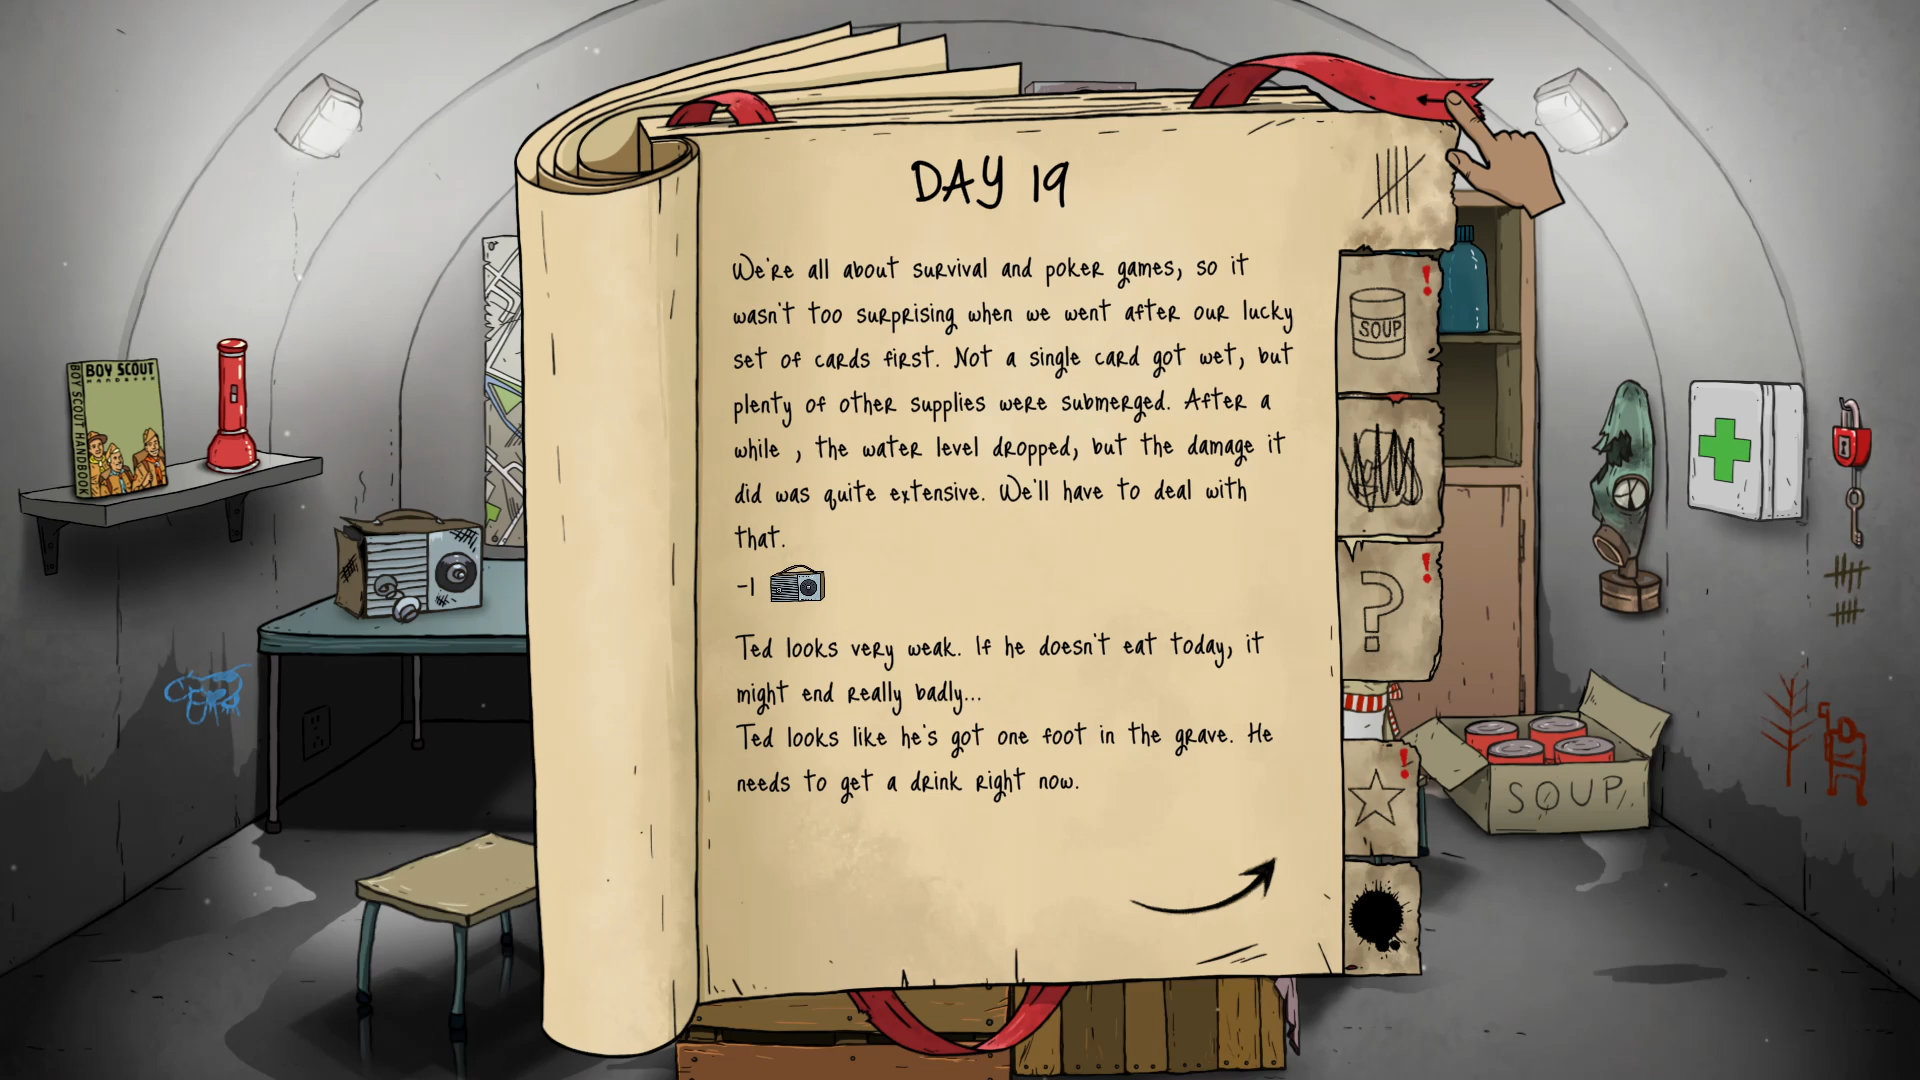 DAY 19
We're all about survival and poker games, so it
wasn't too surprising when we went after our lucky
set of cards first. Not a single card got wet, but
plenty of other supplies were submerged. After a
while , the water level dropped, but the damage it
did was quite extensive. We'll have to deal with
that.
-1
Ted looks very weak. If he doesn't eat today, it
might end really badly...
Ted looks like he's got one foot in the grave. He
needs to get a drink right now.
!
SOUP
!
?
!
BOY SCOUT
HANDBOOK
BOY SCOUT HANDBOOK
SOUP